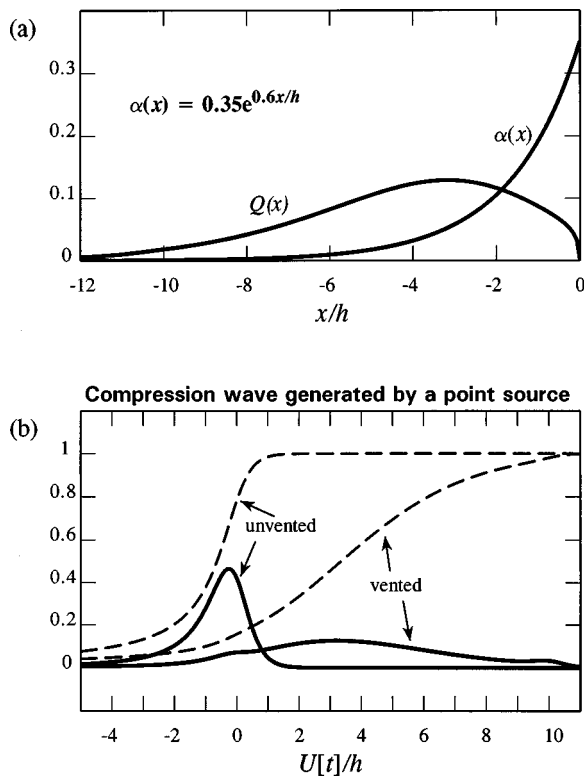 (a)
0.3
α(x) = 0.35e^0.6x/h
α(x)
0.2
0.1
Q(x)
0
-12 -10 -8 -6 -4 -2 0
x/h
Compression wave generated by a point source
(b)
1
0.8
unvented
0.6
0.4
vented
0.2
0
-4 -2 0 2 4 6 8 10
U[t]/h